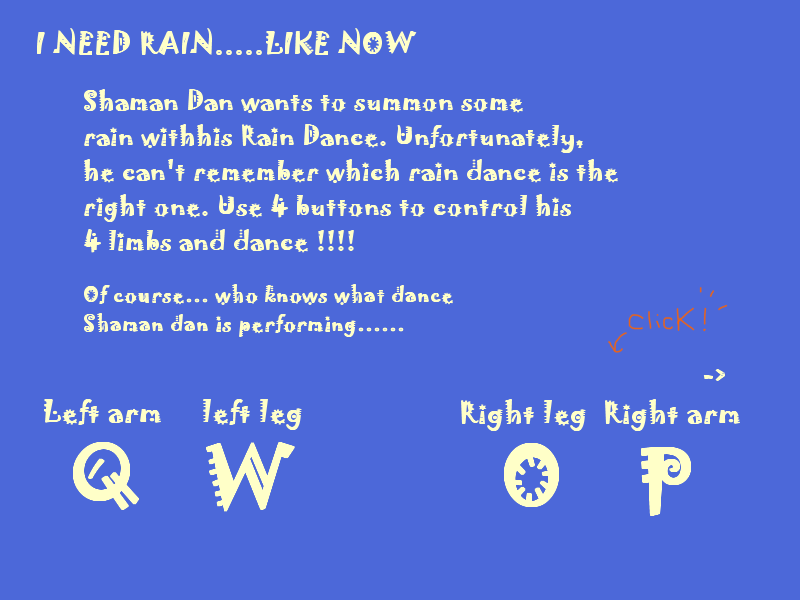 I NEED RAIN.....LIKE NOW
Shaman Dan wants to summon some
rain withhis Rain Dance. Unfortunately,
he can't remember which rain dance is the
right one. Use 4 buttons to control his
4 limbs and dance !!!!
Of course... who knows what dance
Shaman dan is performing......
Click!
->
Left arm left leg Right leg Right arm
Q W O P